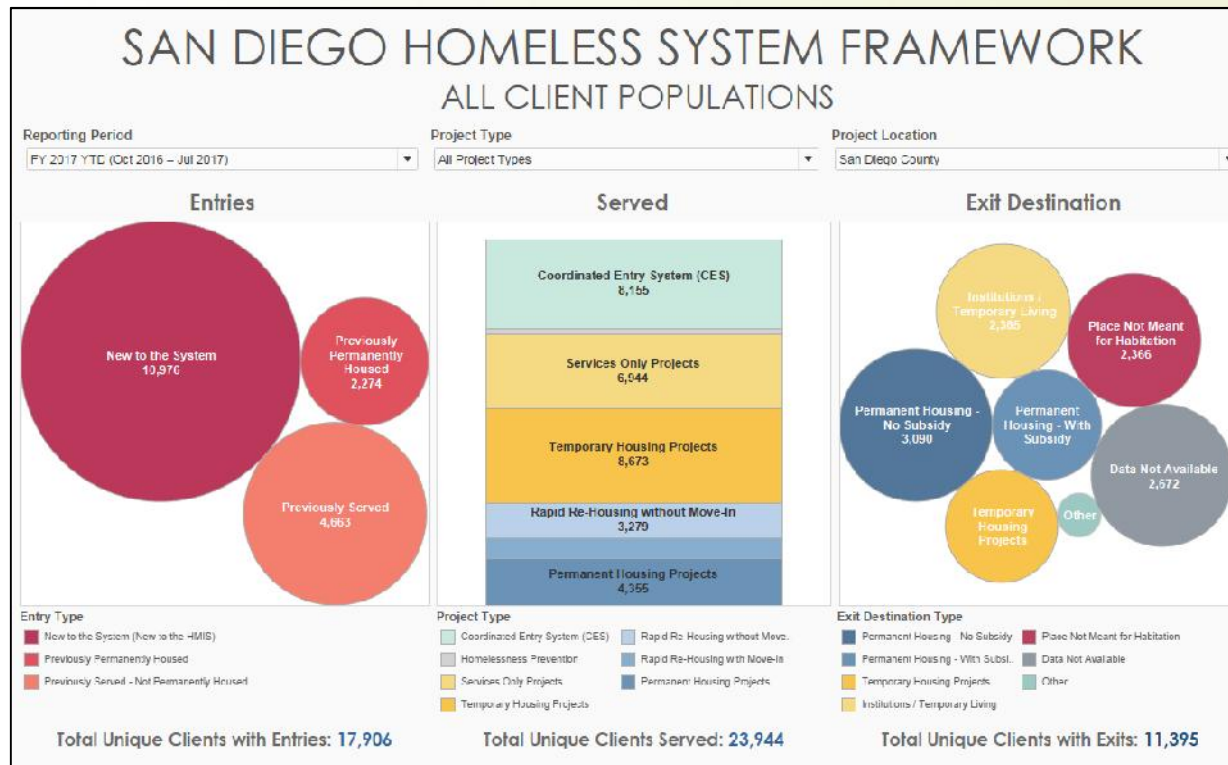 SAN DIEGO HOMELESS SYSTEM FRAMEWORK
ALL CLIENT POPULATIONS
Reporting Period
FY 2017 YTD (Oct 2016 – Jul 2017)
Project Type
All Project Types
Project Location
San Diego County
Entries
New to the System
10,976
Previously
Permanently
Housed
2,274
Previously Served
4,663
Entry Type
New to the System (New to the HMIS)
Previously Permanently Housed
Previously Served - Not Permanently Housed
Total Unique Clients with Entries: 17,906
Served
Coordinated Entry System (CES)
8,155
Services Only Projects
6,944
Temporary Housing Projects
8,673
Rapid Re-Housing without Move-In
3,279
Permanent Housing Projects
4,355
Project Type
Coordinated Entry System (CES)
Homelessness Prevention
Services Only Projects
Temporary Housing Projects
Rapid Re-Housing without Move..
Rapid Re-Housing with Move-In
Permanent Housing Projects
Total Unique Clients Served: 23,944
Exit Destination
Institutions /
Temporary Living
Place Not Meant
for Habitation
2,366
Permanent Housing -
No Subsidy
3,090
Permanent
Housing - With
Subsidy
Data Not Available
2,672
Temporary
Housing
Projects
Other
Exit Destination Type
Permanent Housing - No Subsidy
Permanent Housing - With Subsi..
Temporary Housing Projects
Institutions / Temporary Living
Place Not Meant for Habitation
Data Not Available
Other
Total Unique Clients with Exits: 11,395